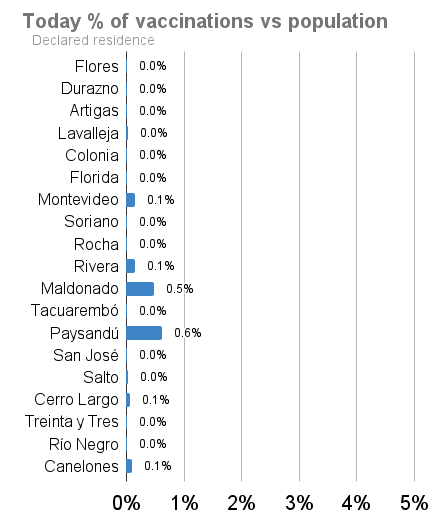 Today % of vaccinations vs population
Declared residence
Flores 0.0%
Durazno 0.0%
Artigas 0.0%
Lavalleja 0.0%
Colonia 0.0%
Florida 0.0%
Montevideo 0.1%
Soriano 0.0%
Rocha 0.0%
Rivera 0.1%
Maldonado 0.5%
Tacuarembó 0.0%
Paysandú 0.6%
San José 0.0%
Salto 0.0%
Cerro Largo 0.1%
Treinta y Tres 0.0%
Río Negro 0.0%
Canelones 0.1%
0% 1% 2% 3% 4% 5%